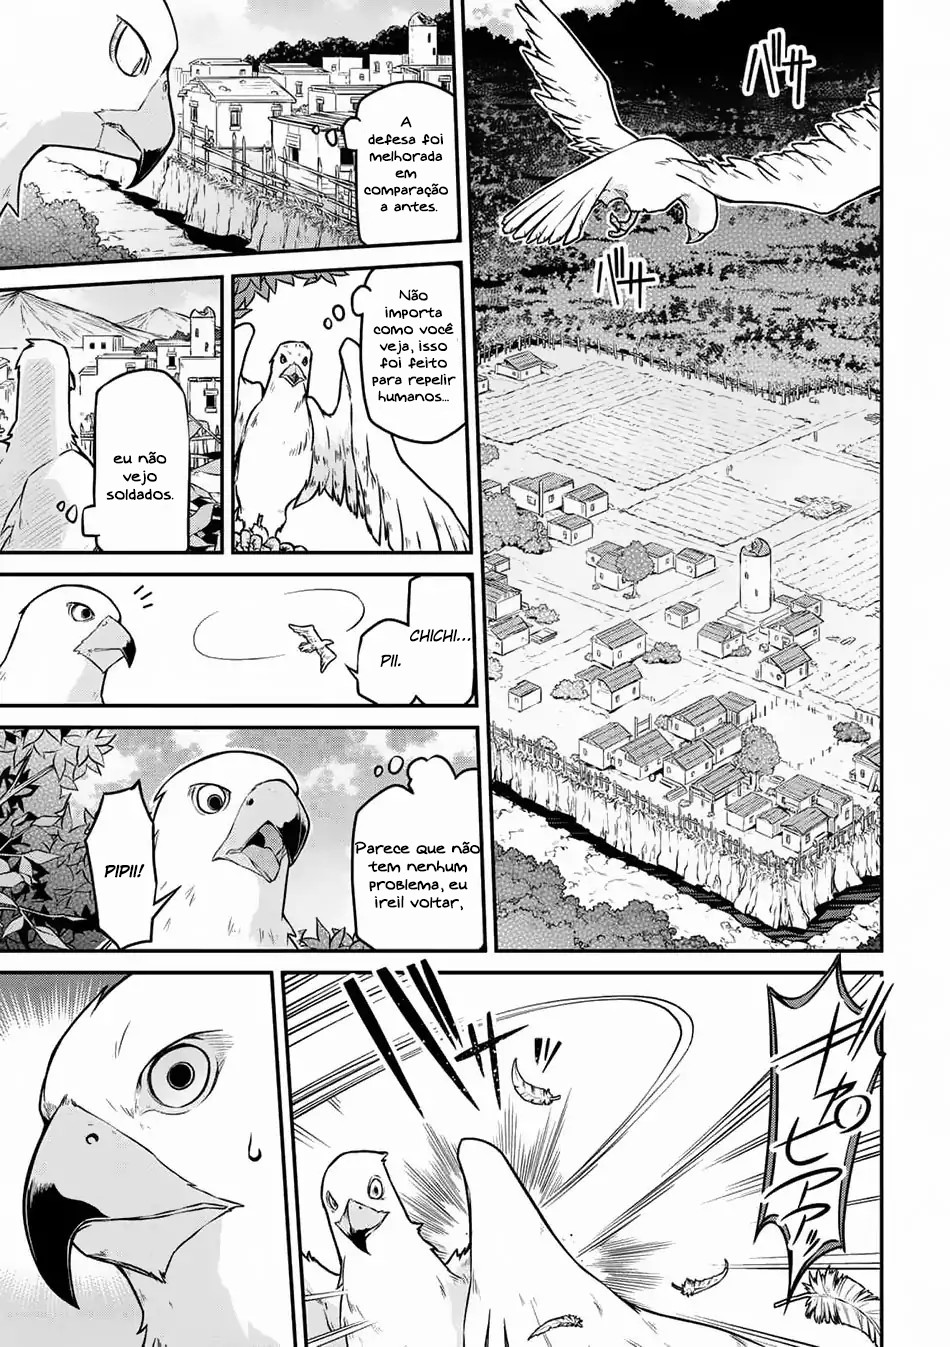 バサ
バサ
A
defesa foi
melhorada
em
comparação
a antes.
Não
importa
como você
veja, isso
foi feito
para repelir
humanos...
eu não
vejo
soldados.
CHICHI...
PII.
Parece que não
tem nenhum
problema, eu
ireil voltar,
PIPII!